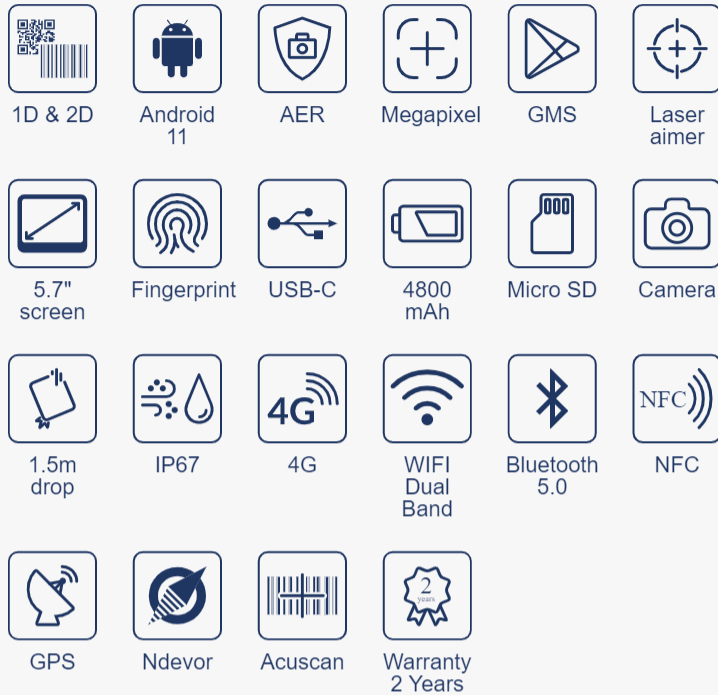 1D & 2D
Android
11
AER
Megapixel
GMS
Laser
aimer
5.7"
screen
Fingerprint
USB-C
4800
mAh
Micro SD
Camera
1.5m
drop
IP67
4G
4G
WIFI
Dual
Band
Bluetooth
5.0
NFC
NFC
GPS
Ndevor
Acuscan
2
years
Warranty
2 Years